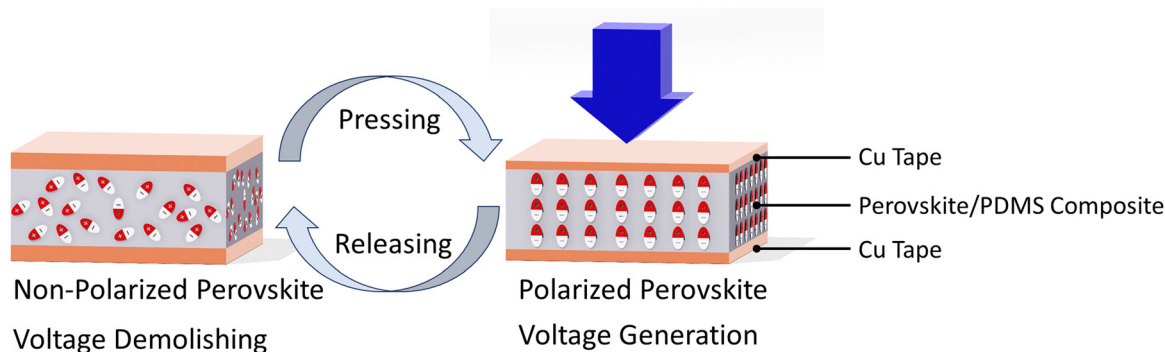 Pressing
Releasing
Non-Polarized Perovskite
Voltage Demolishing
Polarized Perovskite
Voltage Generation
Cu Tape
Perovskite/PDMS Composite
Cu Tape